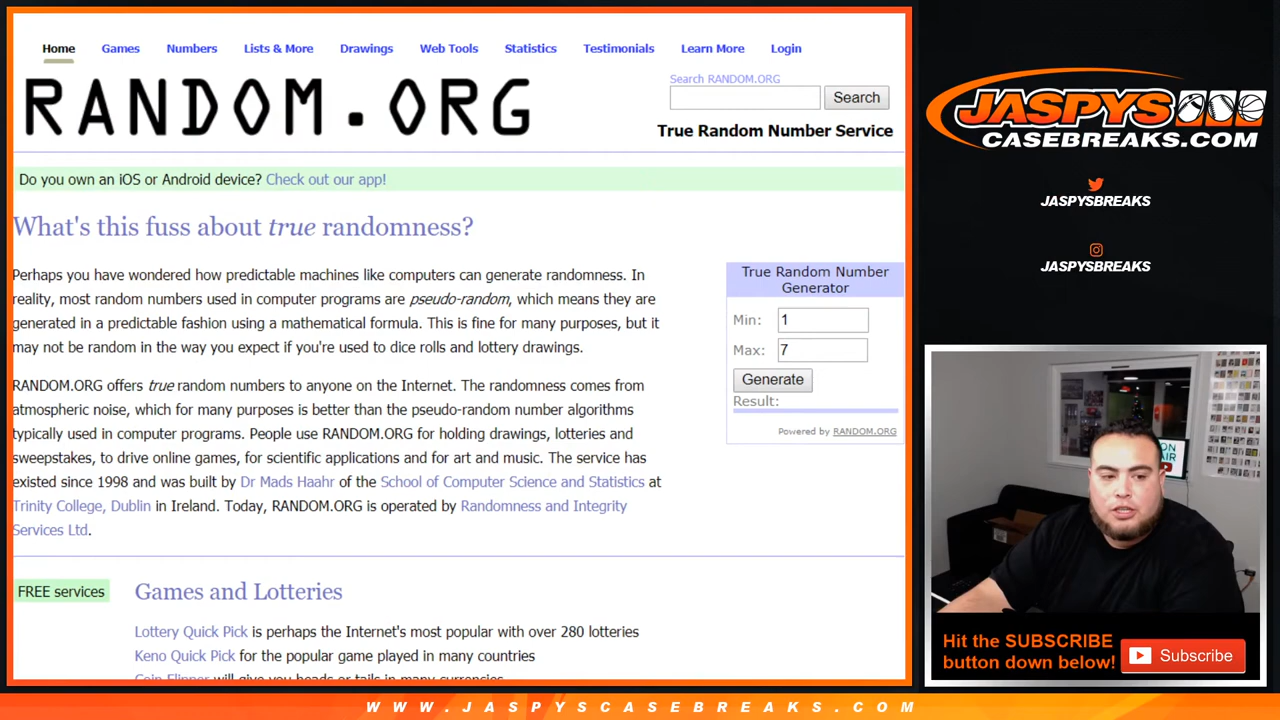 Home Games Numbers Lists & More Drawings Web Tools Statistics Testimonials Learn More Login
RANDOM.ORG
Search RANDOM.ORG
Search
True Random Number Service
Do you own an iOS or Android device? Check out our app!
What's this fuss about true randomness?
Perhaps you have wondered how predictable machines like computers can generate randomness. In
reality, most random numbers used in computer programs are pseudo-random, which means they are
generated in a predictable fashion using a mathematical formula. This is fine for many purposes, but it
may not be random in the way you expect if you're used to dice rolls and lottery drawings.
RANDOM.ORG offers true random numbers to anyone on the Internet. The randomness comes from
atmospheric noise, which for many purposes is better than the pseudo-random number algorithms
typically used in computer programs. People use RANDOM.ORG for holding drawings, lotteries and
sweepstakes, to drive online games, for scientific applications and for art and music. The service has
existed since 1998 and was built by Dr Mads Haahr of the School of Computer Science and Statistics at
Trinity College, Dublin in Ireland. Today, RANDOM.ORG is operated by Randomness and Integrity
Services Ltd.
True Random Number
Generator
Min: 1
Max: 7
Generate
Result:
Powered by RANDOM.ORG
FREE services
Games and Lotteries
Lottery Quick Pick is perhaps the Internet's most popular with over 280 lotteries
Keno Quick Pick for the popular game played in many countries
Coin Flipper will give you heads or tails in many currencies
JASPYS
CASEBREAKS.COM
JASPYSBREAKS
JASPYSBREAKS
ON
AIR
Hit the SUBSCRIBE
button down below!
Subscribe
WWW.JASPYSCASEBREAKS.COM